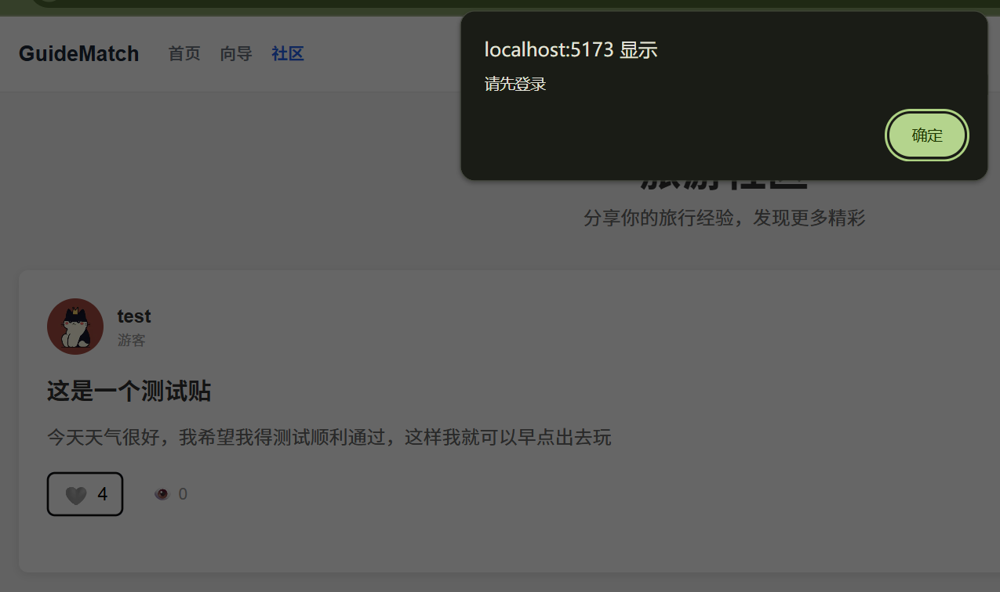 localhost:5173 显示
请先登录
确定
GuideMatch 首页 向导 社区
分享你的旅行经验，发现更多精彩
test
游客
这是一个测试贴
今天天气很好，我希望我得测试顺利通过，这样我就可以早点出去玩
4 0